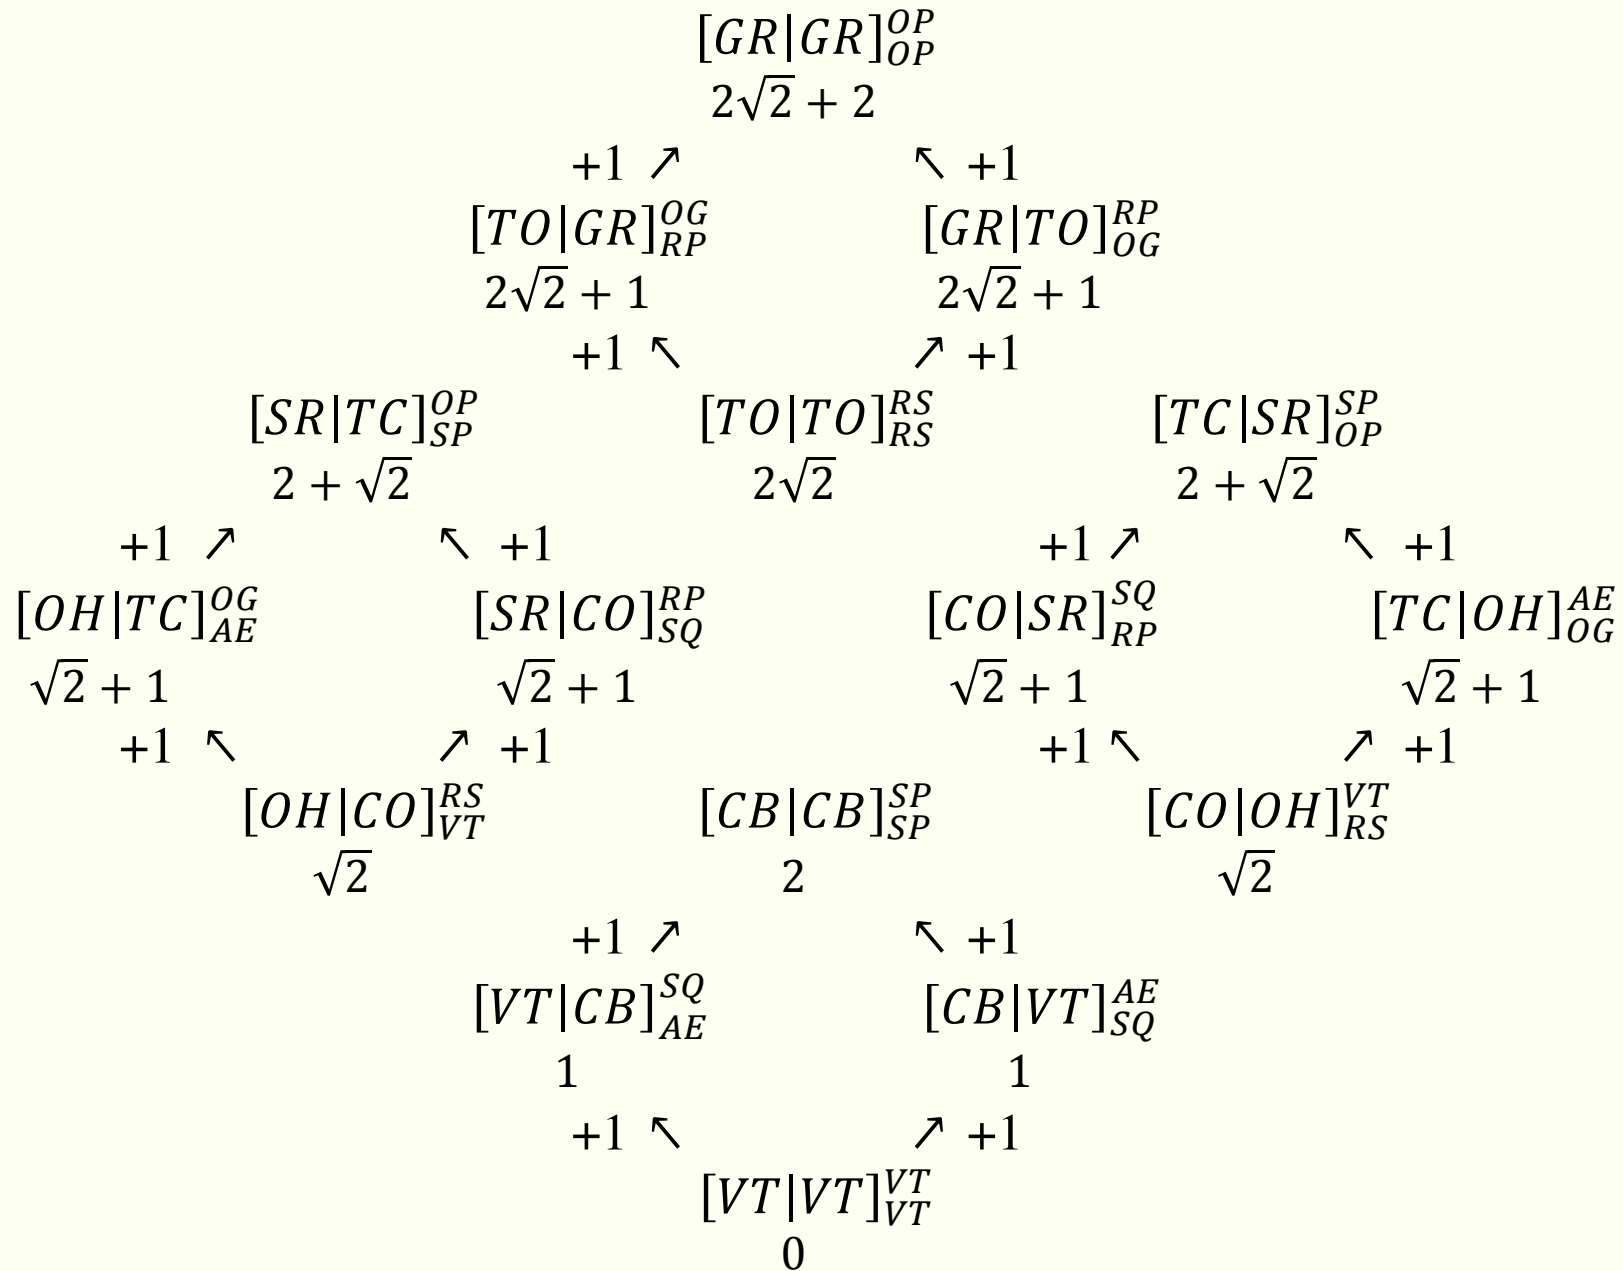 [GR|GR]^{OP}_{OP}
2√2 + 2
+1 ↗ ↖ +1
[TO|GR]^{OG}_{RP} [GR|TO]^{RP}_{OG}
2√2 + 1 2√2 + 1
+1 ↖ ↗ +1
[SR|TC]^{OP}_{SP} [TO|TO]^{RS}_{RS} [TC|SR]^{SP}_{OP}
2 + √2 2√2 2 + √2
+1 ↗ ↖ +1 +1 ↗ ↖ +1
[OH|TC]^{OG}_{AE} [SR|CO]^{RP}_{SQ} [CO|SR]^{SQ}_{RP} [TC|OH]^{AE}_{OG}
√2 + 1 √2 + 1 √2 + 1 √2 + 1
+1 ↖ ↗ +1 +1 ↖ ↗ +1
[OH|CO]^{RS}_{VT} [CB|CB]^{SP}_{SP} [CO|OH]^{VT}_{RS}
√2 2 √2
+1 ↗ ↖ +1
[VT|CB]^{SQ}_{AE} [CB|VT]^{AE}_{SQ}
1 1
+1 ↖ ↗ +1
[VT|VT]^{VT}_{VT}
0